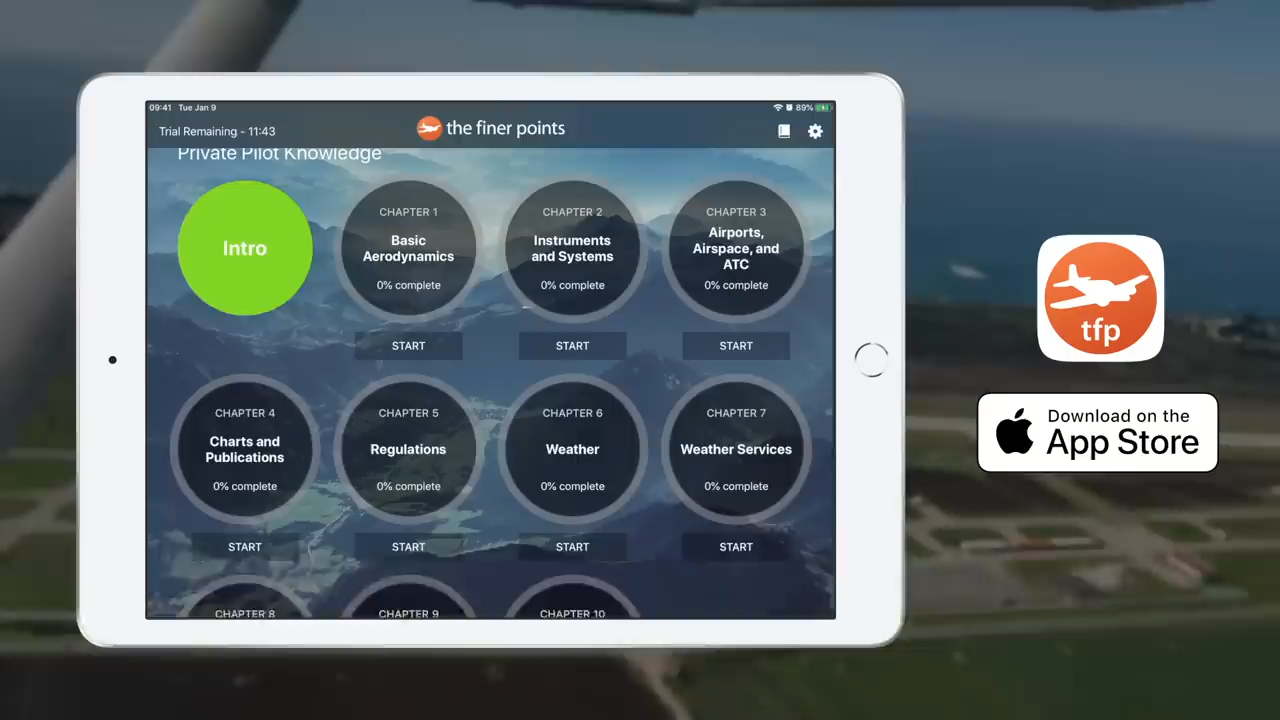 09:41 Tue Jan 9
89%
Trial Remaining - 11:43
the finer points
Private Pilot Knowledge
Intro
CHAPTER 1
Basic
Aerodynamics
0% complete
START
CHAPTER 2
Instruments
and Systems
0% complete
START
CHAPTER 3
Airports,
Airspace, and
ATC
0% complete
START
CHAPTER 4
Charts and
Publications
0% complete
START
CHAPTER 5
Regulations
0% complete
START
CHAPTER 6
Weather
0% complete
START
CHAPTER 7
Weather Services
0% complete
START
CHAPTER 8
CHAPTER 9
CHAPTER 10
tfp
Download on the
App Store